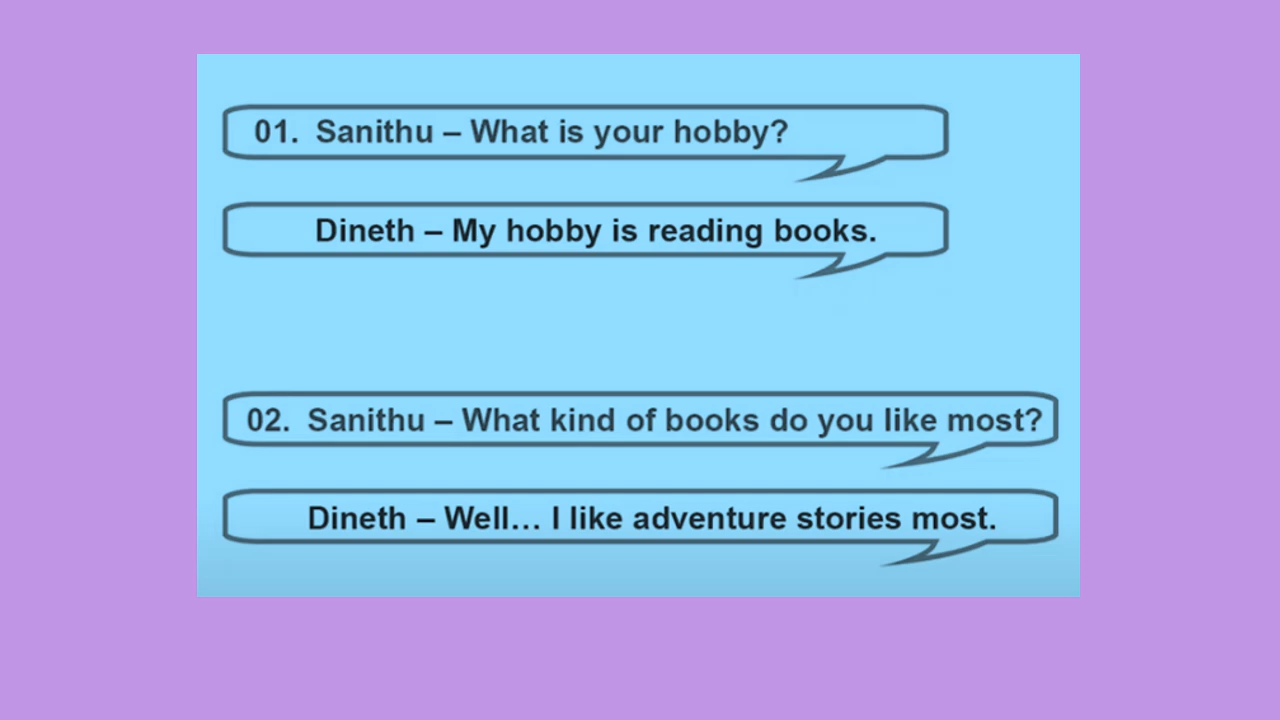 01. Sanithu – What is your hobby?
Dineth – My hobby is reading books.
02. Sanithu – What kind of books do you like most?
Dineth – Well… I like adventure stories most.